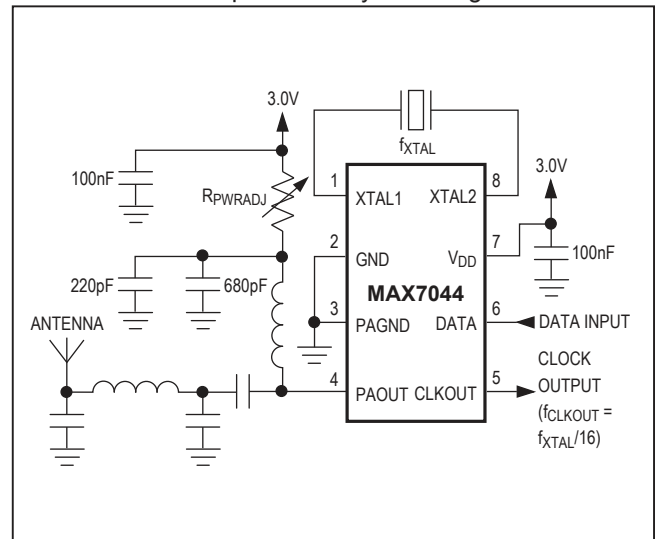 3.0V
fXTAL
3.0V
100nF
RPWRADJ
1
XTAL1
XTAL2
8
2
GND
VDD
7
100nF
220pF
680pF
MAX7044
ANTENNA
3
PAGND
DATA
6
DATA INPUT
4
PAOUT
CLKOUT
5
CLOCK
OUTPUT
(fCLKOUT =
fXTAL/16)